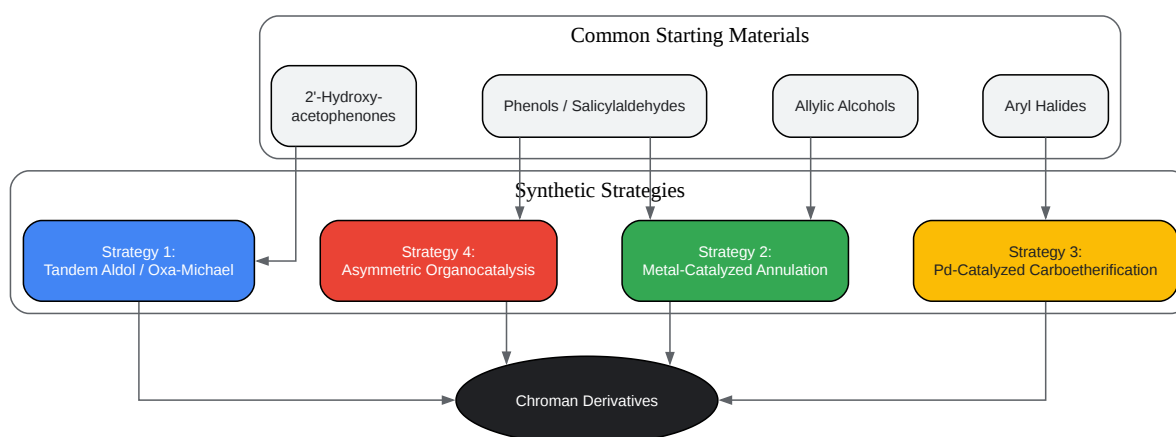 Common Starting Materials
2'-Hydroxy-
acetophenones
Phenols / Salicylaldehydes
Allylic Alcohols
Aryl Halides
Synthetic Strategies
Strategy 1:
Tandem Aldol / Oxa-Michael
Strategy 4:
Asymmetric Organocatalysis
Strategy 2:
Metal-Catalyzed Annulation
Strategy 3:
Pd-Catalyzed Carboetherification
Chroman Derivatives